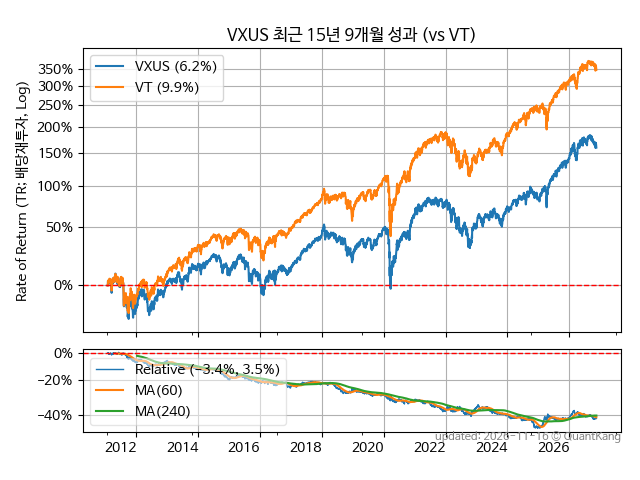 VXUS 최근 15년 9개월 성과 (vs VT)
Rate of Return (TR: 배당재투자, Log)
350%
300%
250%
200%
150%
100%
50%
0%
VXUS (6.2%)
VT (9.9%)
0%
−20%
−40%
Relative (−3.4%, 3.5%)
MA(60)
MA(240)
2012 2014 2016 2018 2020 2022 2024 2026
updated: 2026-11-16 © QuantKang